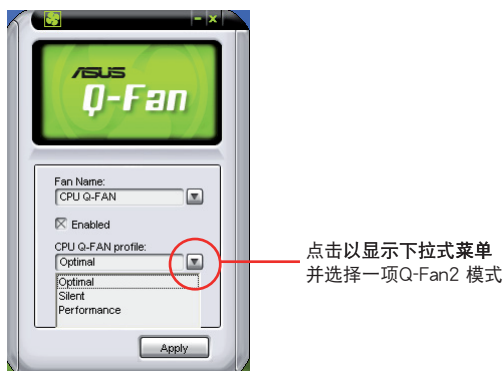 ASUS
Q-Fan
Fan Name:
CPU Q-FAN
Enabled
CPU Q-FAN profile:
Optimal
Optimal
Silent
Performance
Apply
点击以显示下拉式菜单
并选择一项Q-Fan2 模式